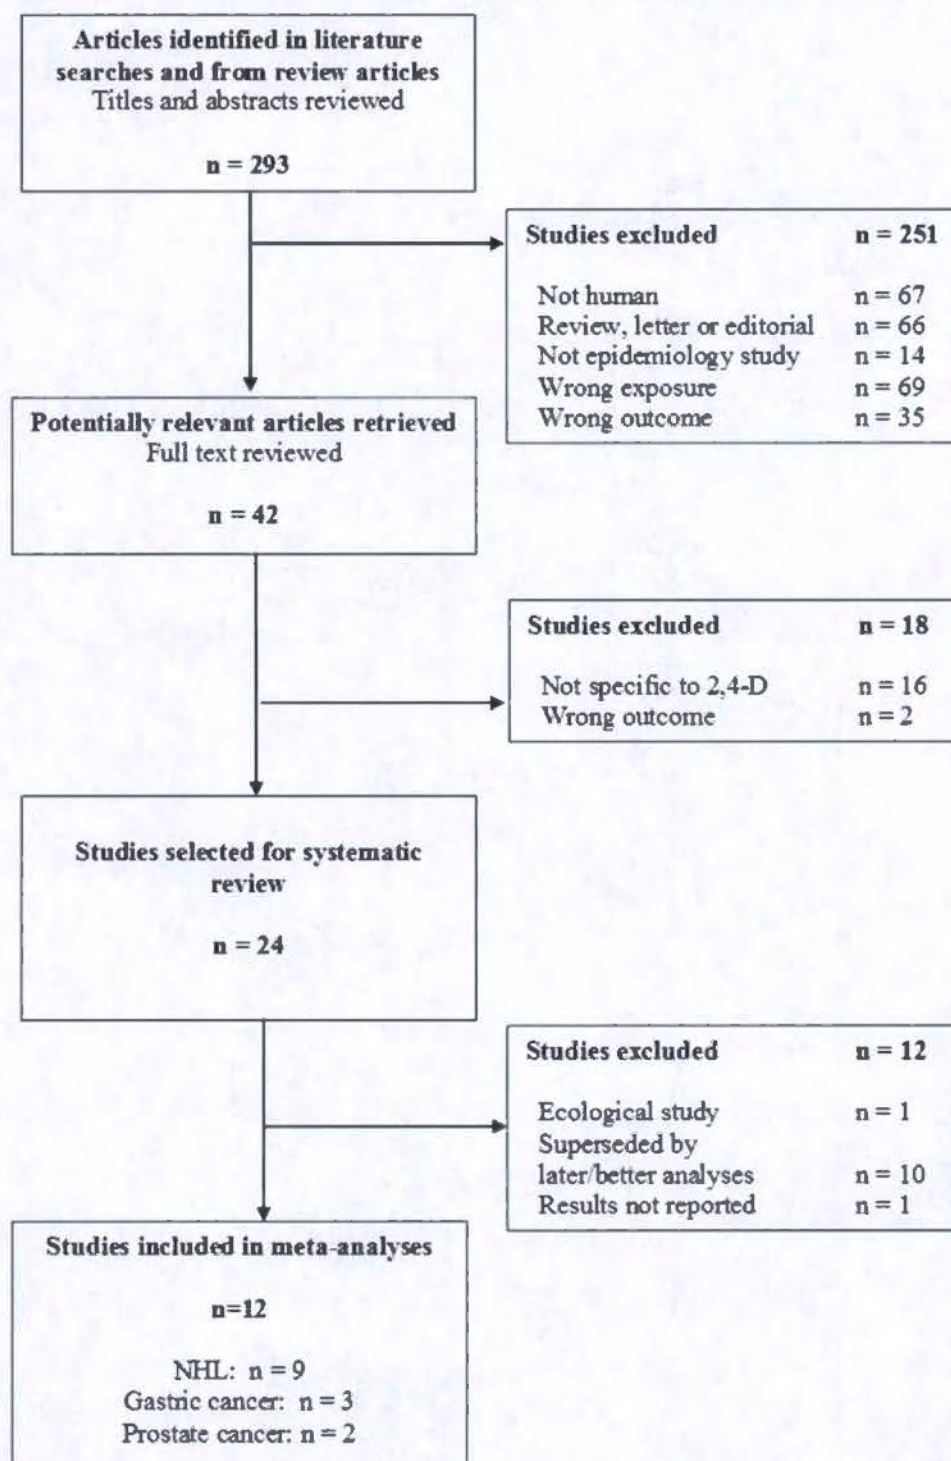 Articles identified in literature
searches and from review articles
Titles and abstracts reviewed
n = 293
Studies excluded n = 251
Not human n = 67
Review, letter or editorial n = 66
Not epidemiology study n = 14
Wrong exposure n = 69
Wrong outcome n = 35
Potentially relevant articles retrieved
Full text reviewed
n = 42
Studies excluded n = 18
Not specific to 2,4-D n = 16
Wrong outcome n = 2
Studies selected for systematic
review
n = 24
Studies excluded n = 12
Ecological study n = 1
Superseded by
later/better analyses n = 10
Results not reported n = 1
Studies included in meta-analyses
n=12
NHL: n = 9
Gastric cancer: n = 3
Prostate cancer: n = 2